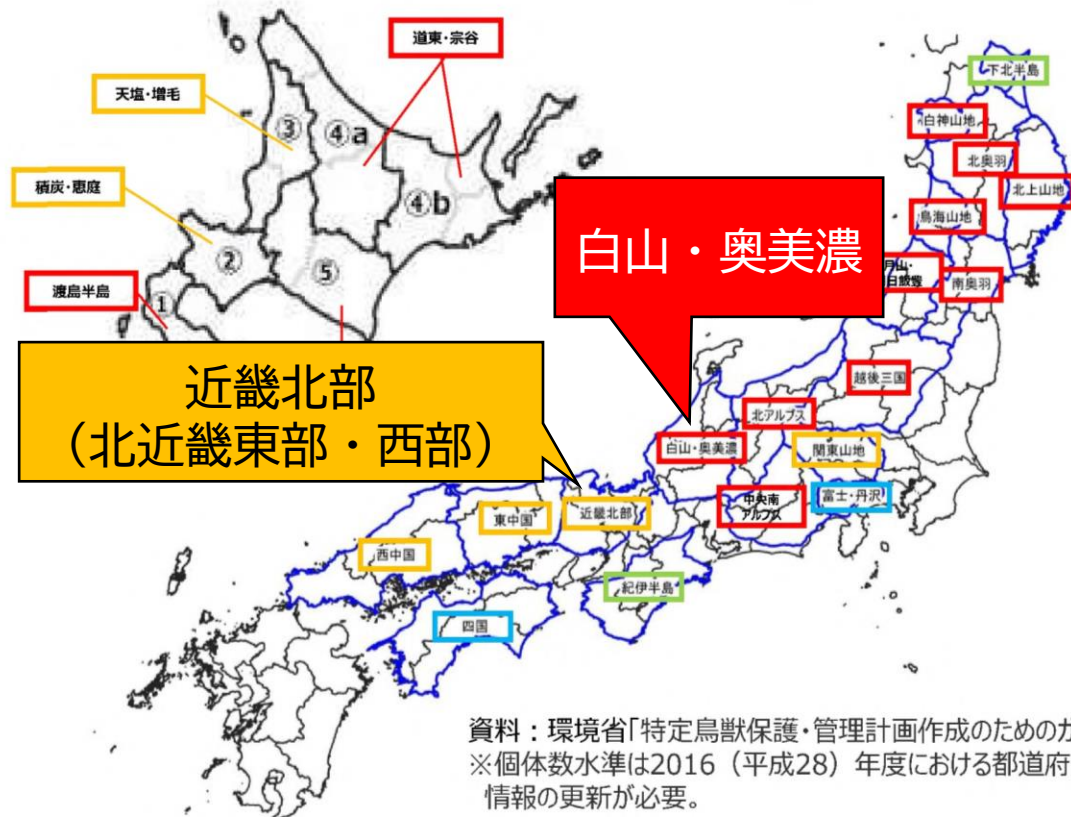 道東・宗谷
天塩・増毛
③
④a
積炭・恵庭
④b
②
⑤
渡島半島
①
下北半島
白神山地
北奥羽
北上山地
鳥海山地
南奥羽
白山・奥美濃
近畿北部
（北近畿東部・西部）
越後三国
北アルプス
白山・奥美濃
関東山地
中央南
アルプス
富士・丹沢
東中国
近畿北部
西中国
紀伊半島
四国
資料：環境省「特定鳥獣保護・管理計画作成のためのガ
※個体数水準は2016（平成28）年度における都道府
情報の更新が必要。